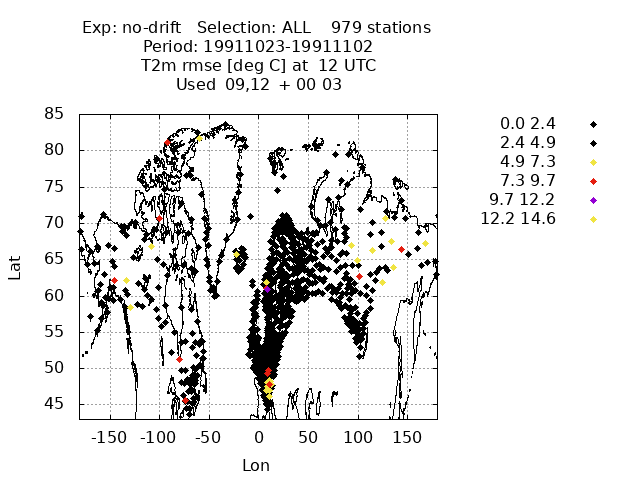 Exp: no-drift   Selection: ALL    979 stations
Period: 19911023-19911102
T2m rmse [deg C] at  12 UTC
Used  09,12  + 00 03
85
80
75
70
65
60
55
50
45
Lat
-150 -100 -50 0 50 100 150
Lon
0.0 2.4
2.4 4.9
4.9 7.3
7.3 9.7
9.7 12.2
12.2 14.6